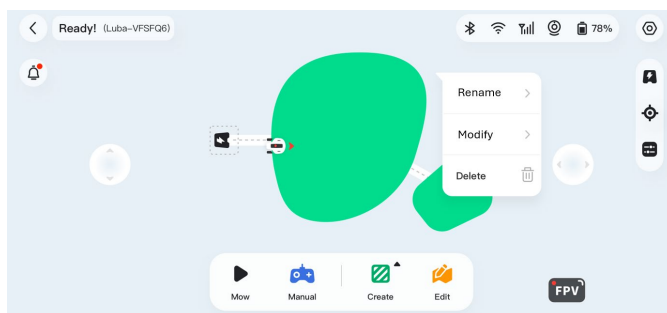 Ready! (Luba-VFSFQ6)
78%
Rename
Modify
Delete
Mow
Manual
Create
Edit
FPV